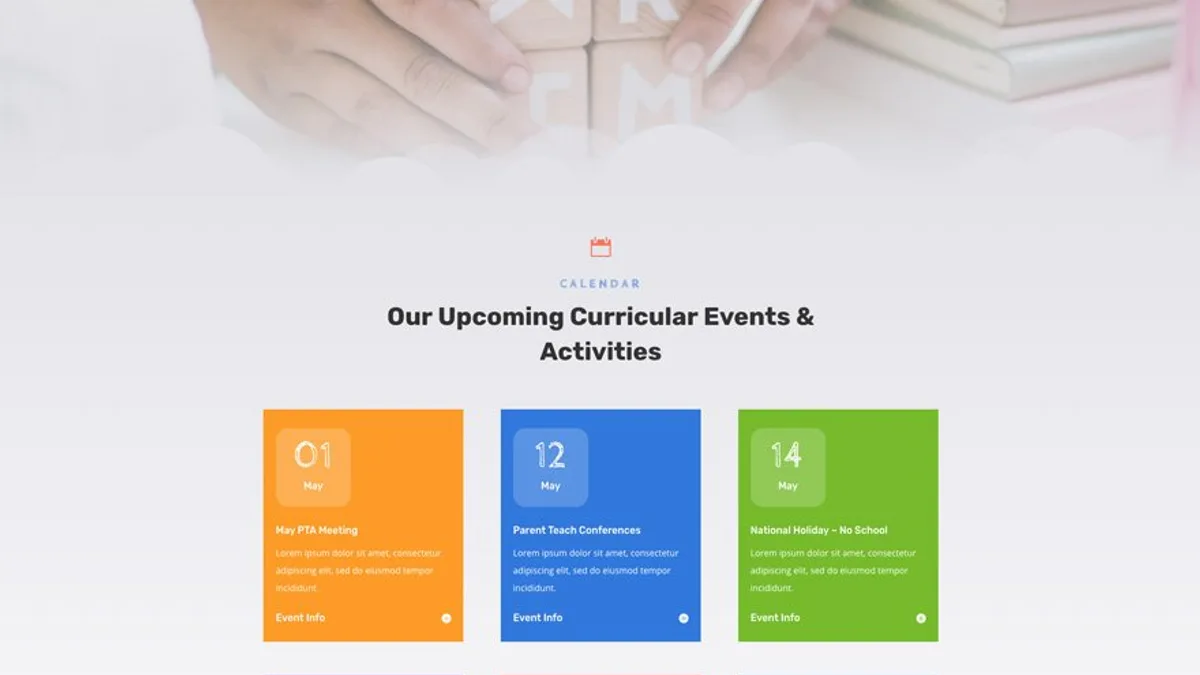 T M
CALENDAR
Our Upcoming Curricular Events &
Activities
01
May
May PTA Meeting
Lorem ipsum dolor sit amet, consectetur
adipiscing elit, sed do eiusmod tempor
incididunt.
Event Info
12
May
Parent Teach Conferences
Lorem ipsum dolor sit amet, consectetur
adipiscing elit, sed do eiusmod tempor
incididunt.
Event Info
14
May
National Holiday – No School
Lorem ipsum dolor sit amet, consectetur
adipiscing elit, sed do eiusmod tempor
incididunt.
Event Info